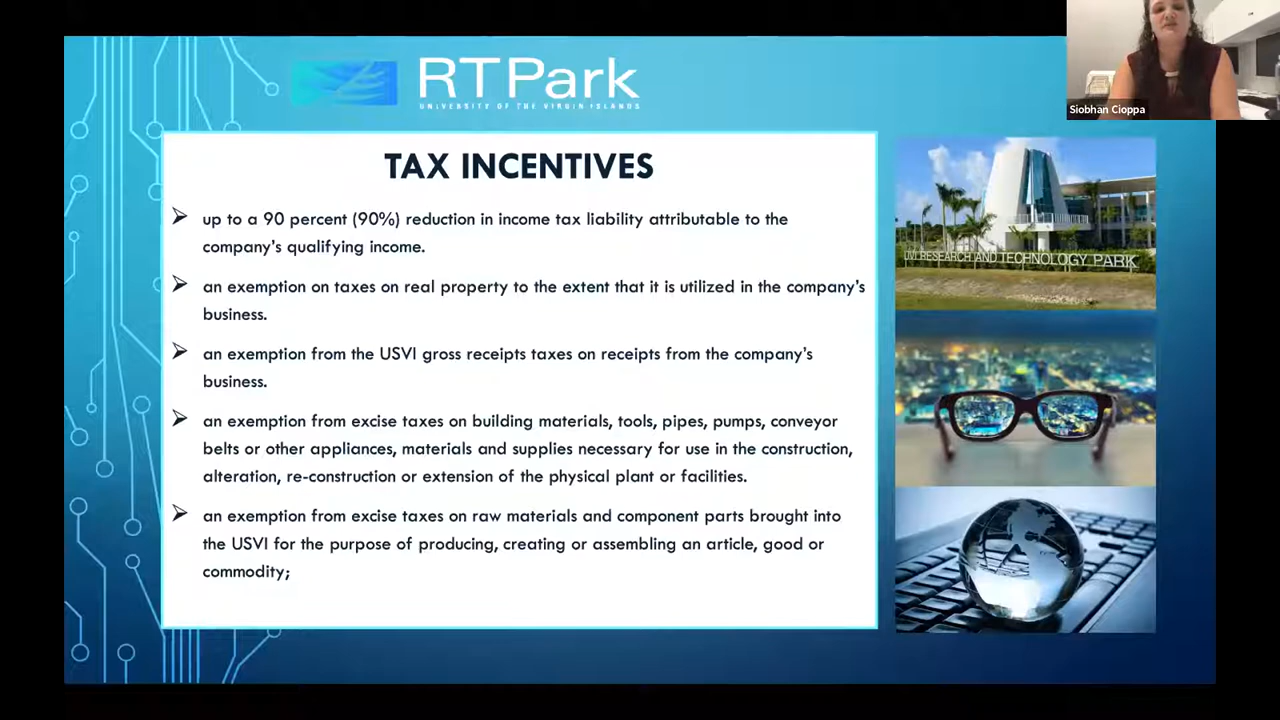 RTPark
UNIVERSITY OF THE VIRGIN ISLANDS
Siobhan Cioppa
TAX INCENTIVES
up to a 90 percent (90%) reduction in income tax liability attributable to the
company's qualifying income.
an exemption on taxes on real property to the extent that it is utilized in the company's
business.
an exemption from the USVI gross receipts taxes on receipts from the company's
business.
an exemption from excise taxes on building materials, tools, pipes, pumps, conveyor
belts or other appliances, materials and supplies necessary for use in the construction,
alteration, re-construction or extension of the physical plant or facilities.
an exemption from excise taxes on raw materials and component parts brought into
the USVI for the purpose of producing, creating or assembling an article, good or
commodity;
UVI RESEARCH AND TECHNOLOGY PARK